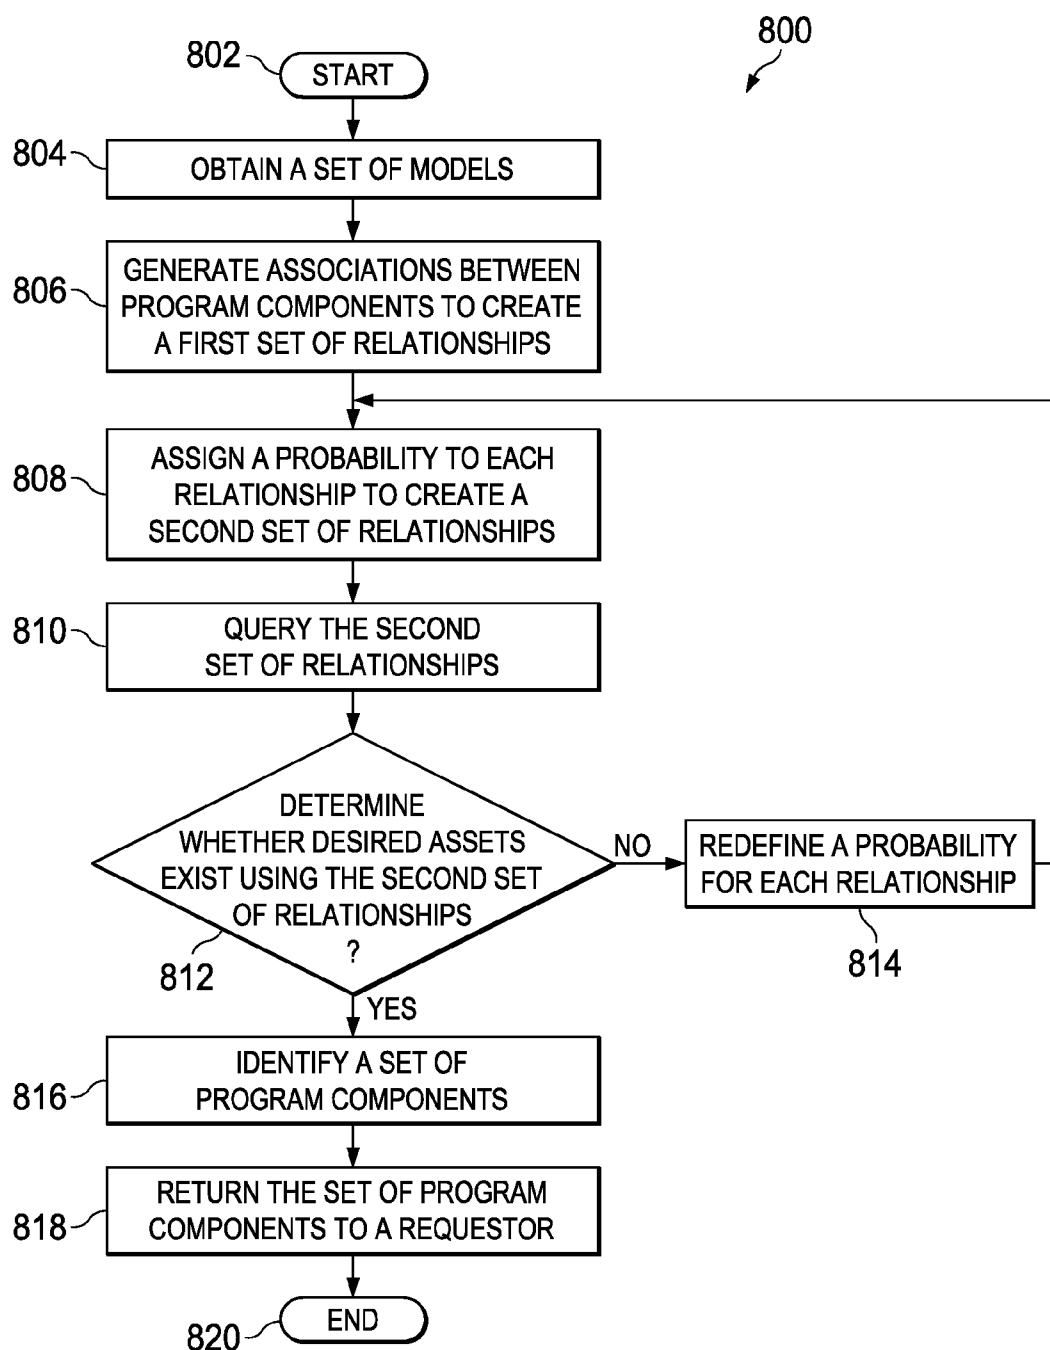 800
802
START
804
OBTAIN A SET OF MODELS
806
GENERATE ASSOCIATIONS BETWEEN
PROGRAM COMPONENTS TO CREATE
A FIRST SET OF RELATIONSHIPS
808
ASSIGN A PROBABILITY TO EACH
RELATIONSHIP TO CREATE A
SECOND SET OF RELATIONSHIPS
810
QUERY THE SECOND
SET OF RELATIONSHIPS
DETERMINE
WHETHER DESIRED ASSETS
EXIST USING THE SECOND SET
OF RELATIONSHIPS
?
812
NO
REDEFINE A PROBABILITY
FOR EACH RELATIONSHIP
814
YES
816
IDENTIFY A SET OF
PROGRAM COMPONENTS
818
RETURN THE SET OF PROGRAM
COMPONENTS TO A REQUESTOR
820
END